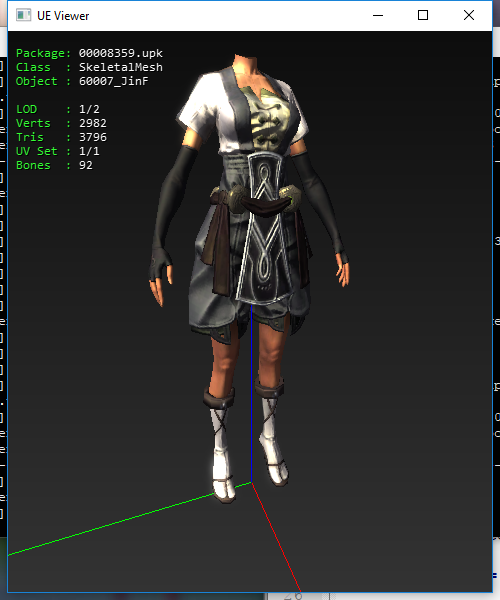 UE Viewer
Package: 00008359.upk
Class  : SkeletalMesh
Object : 60007_JinF
LOD    : 1/2
Verts  : 2982
Tris   : 3796
UV Set : 1/1
Bones  : 92